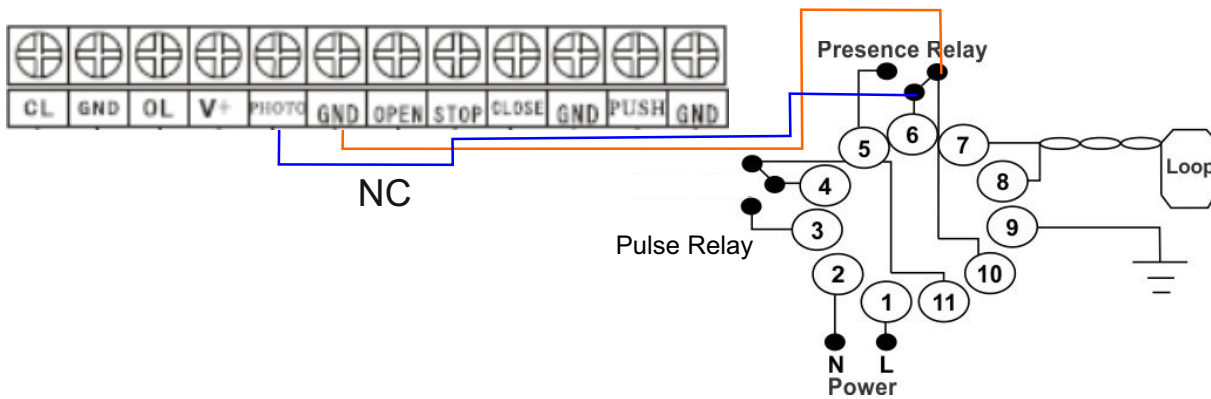 CL GND OL V+ PHOTO GND OPEN STOP CLOSE GND PUSH GND
Presence Relay
NC
5 6 7
8 Loop
4
3 9
Pulse Relay
2 1 11 10
N L
Power